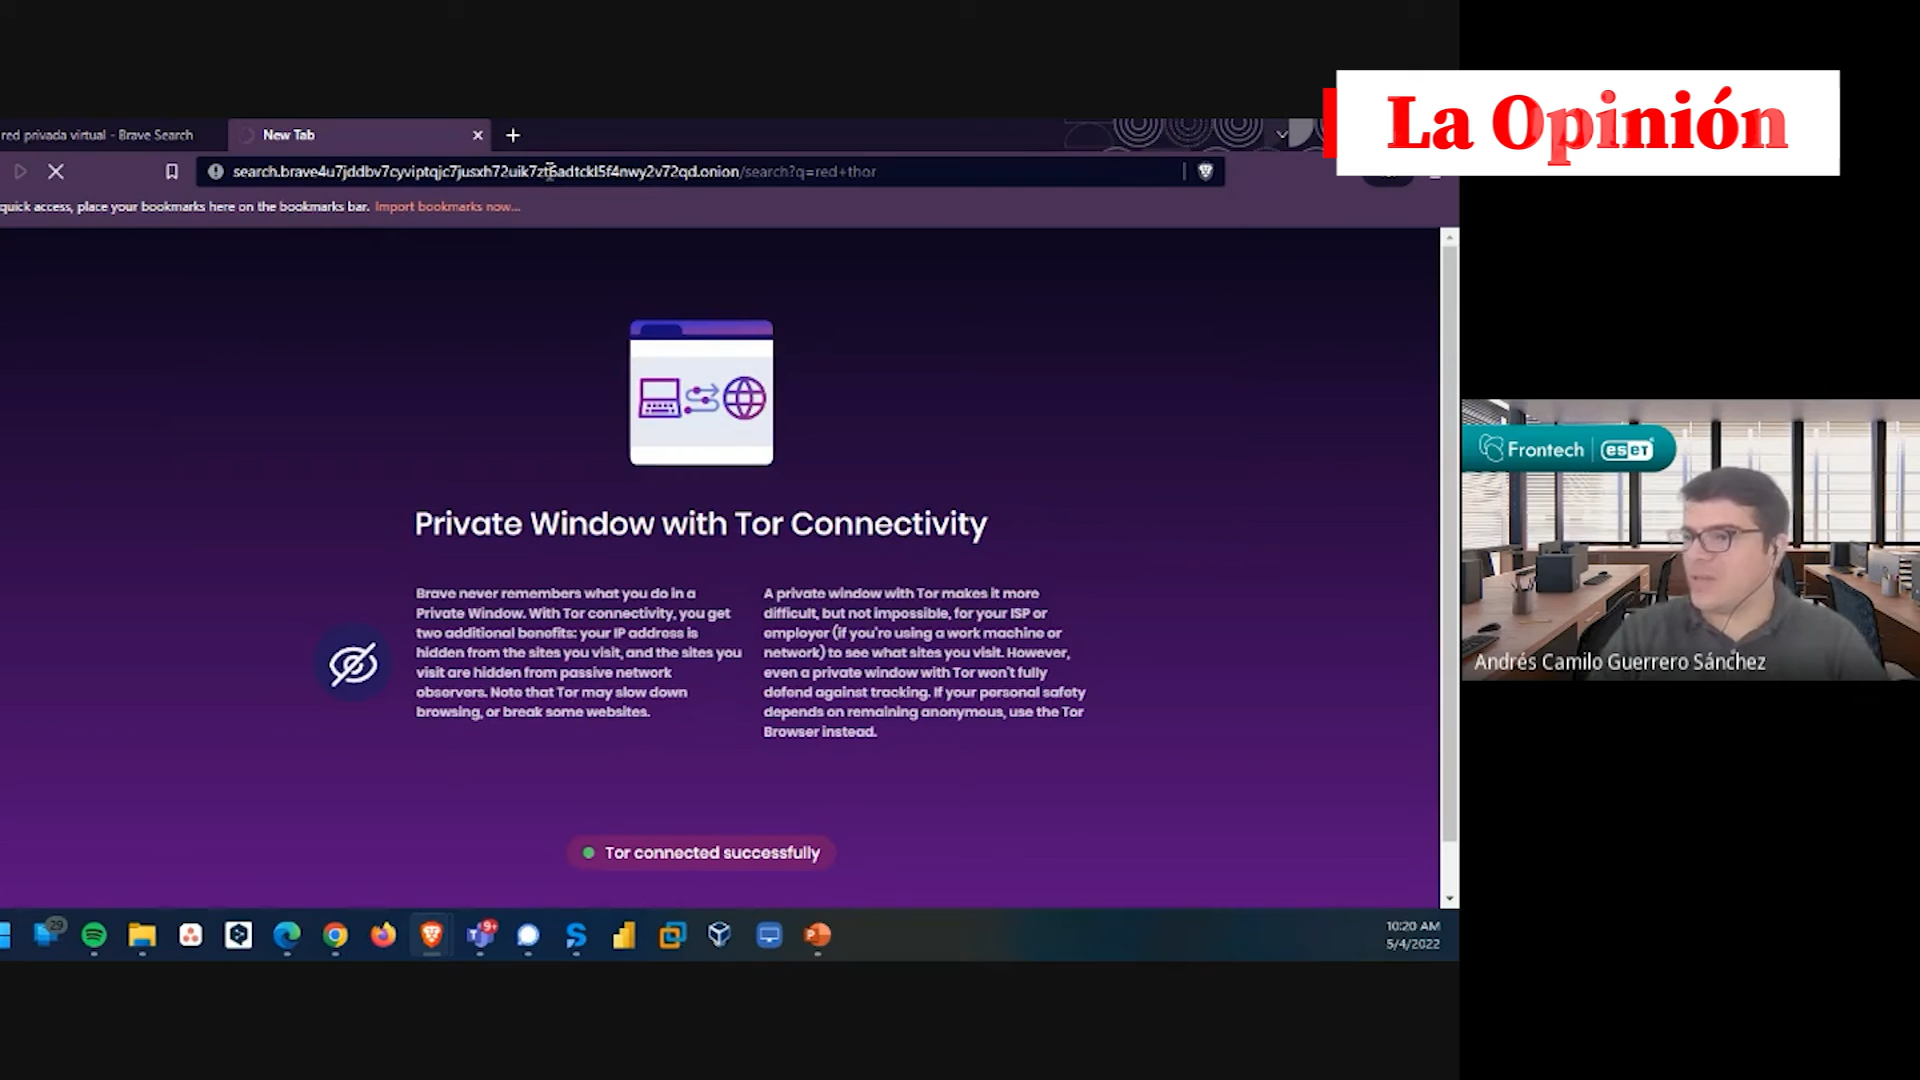 La Opinión
red privada virtual - Brave Search
New Tab
search.brave4u7jddbv7cyviptqjc7jusxh72uik7zt6adtckl5f4nwy2v72qd.onion/search?q=red+thor
quick access, place your bookmarks here on the bookmarks bar. Import bookmarks now...
Private Window with Tor Connectivity
Brave never remembers what you do in a
Private Window. With Tor connectivity, you get
two additional benefits: your IP address is
hidden from the sites you visit, and the sites you
visit are hidden from passive network
observers. Note that Tor may slow down
browsing, or break some websites.
A private window with Tor makes it more
difficult, but not impossible, for your ISP or
employer (if you're using a work machine or
network) to see what sites you visit. However,
even a private window with Tor won't fully
defend against tracking. If your personal safety
depends on remaining anonymous, use the Tor
Browser instead.
Tor connected successfully
Frontech
eseT
Andrés Camilo Guerrero Sánchez
29
9+
10:20 AM
5/4/2022